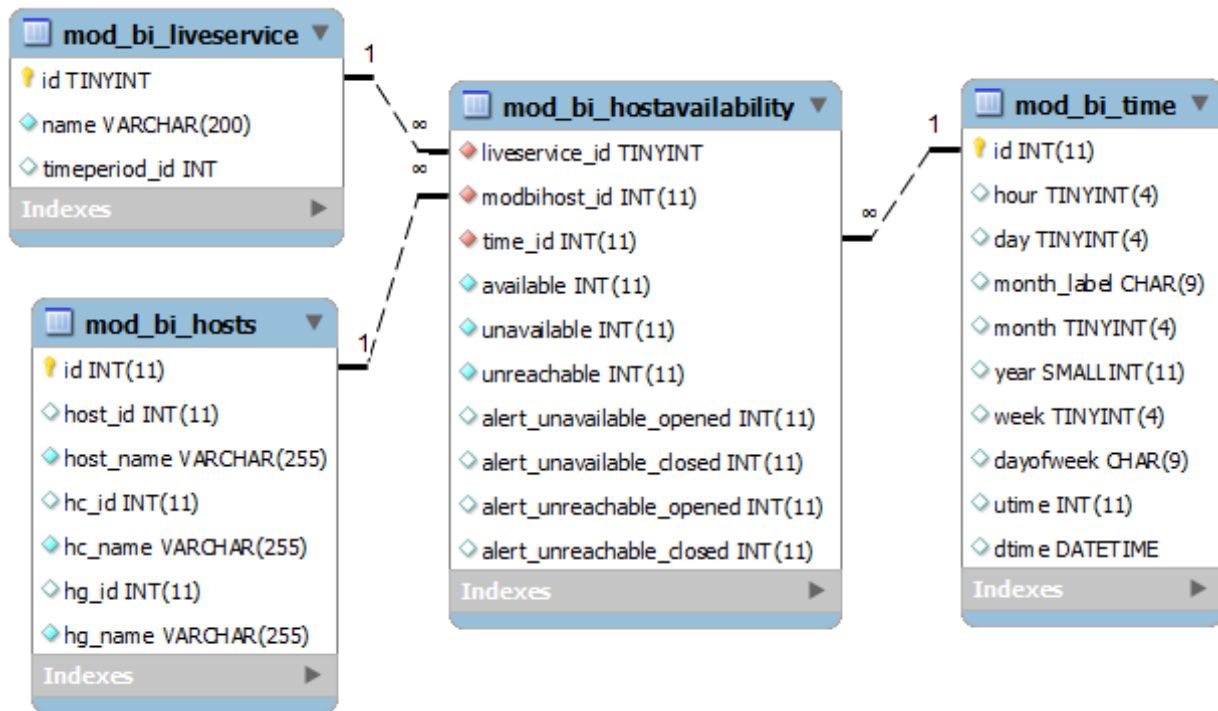 mod_bi_liveservice
id TINYINT
name VARCHAR(200)
timeperiod_id INT
Indexes
1
∞
∞
1
mod_bi_hosts
id INT(11)
host_id INT(11)
host_name VARCHAR(255)
hc_id INT(11)
hc_name VARCHAR(255)
hg_id INT(11)
hg_name VARCHAR(255)
Indexes
mod_bi_hostavailability
liveservice_id TINYINT
modbihost_id INT(11)
time_id INT(11)
available INT(11)
unavailable INT(11)
unreachable INT(11)
alert_unavailable_opened INT(11)
alert_unavailable_closed INT(11)
alert_unreachable_opened INT(11)
alert_unreachable_closed INT(11)
Indexes
∞
1
mod_bi_time
id INT(11)
hour TINYINT(4)
day TINYINT(4)
month_label CHAR(9)
month TINYINT(4)
year SMALLINT(11)
week TINYINT(4)
dayofweek CHAR(9)
utime INT(11)
dtime DATETIME
Indexes